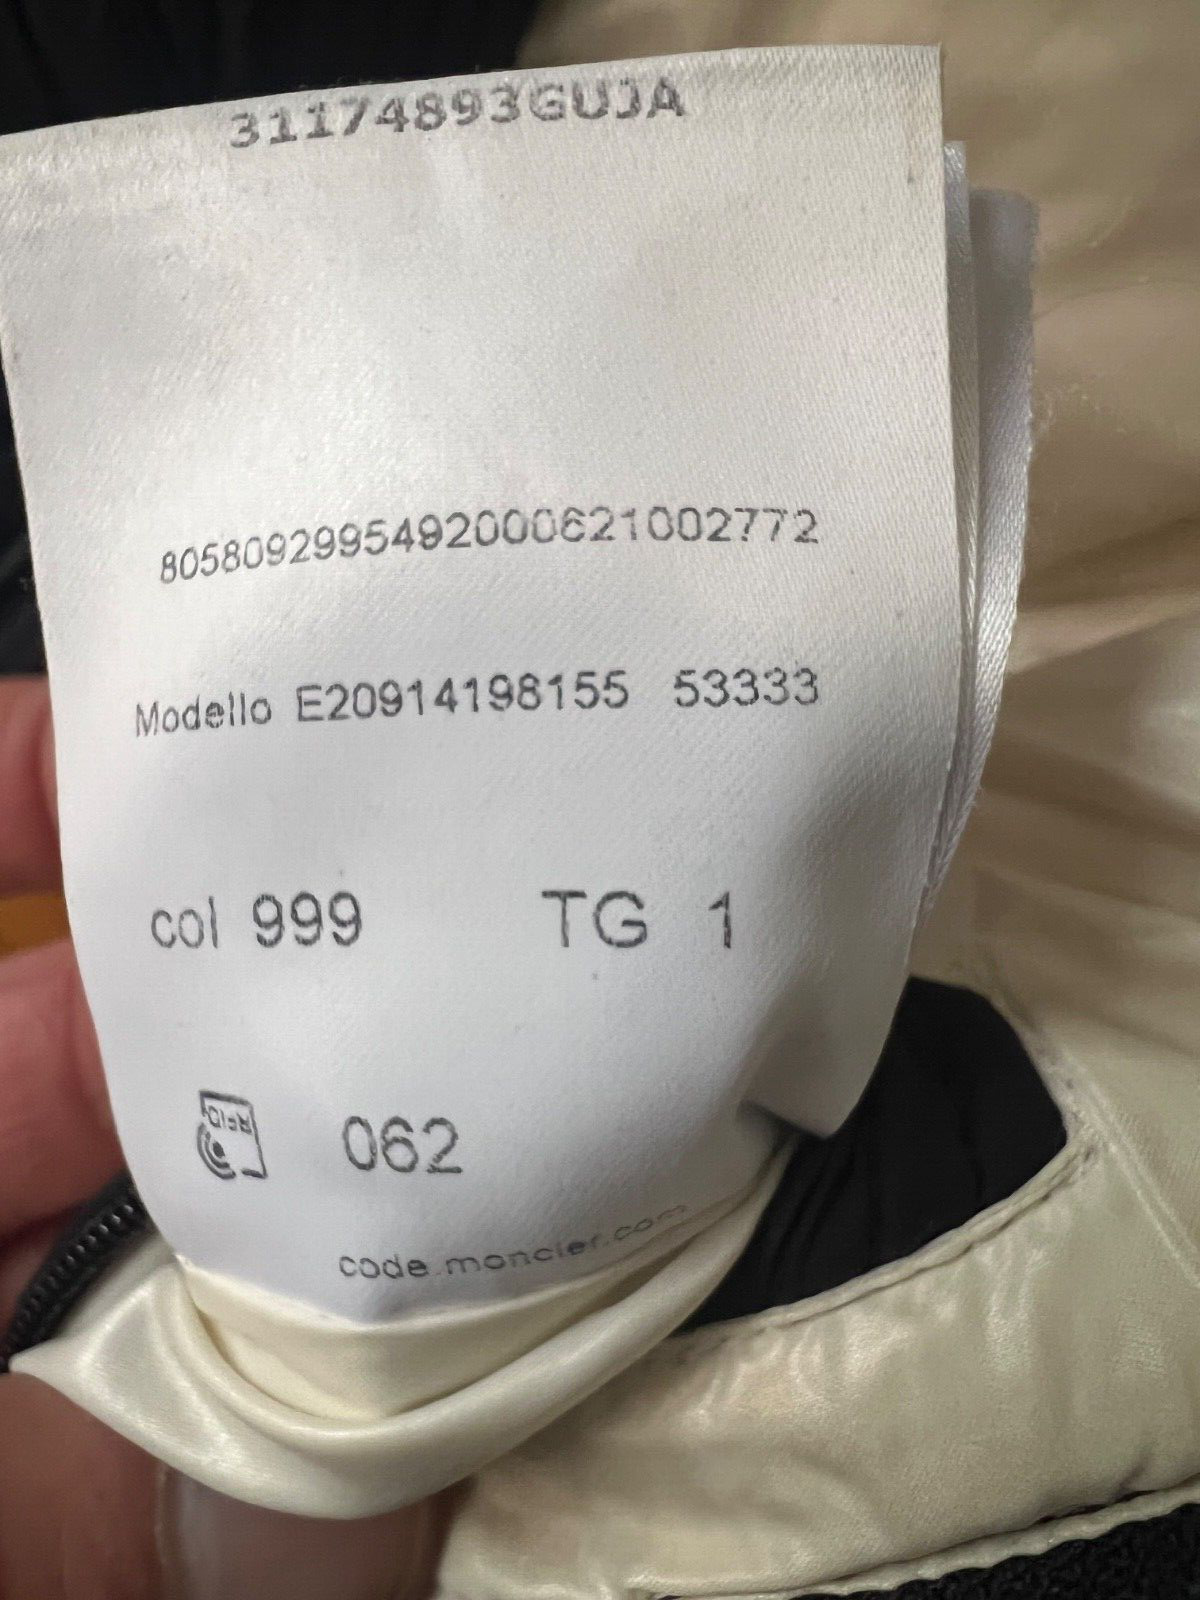 31174893GUJA
8058092995492000621002772
Modello E20914198155 53333
col 999 TG 1
RFID 062
code.moncler.com